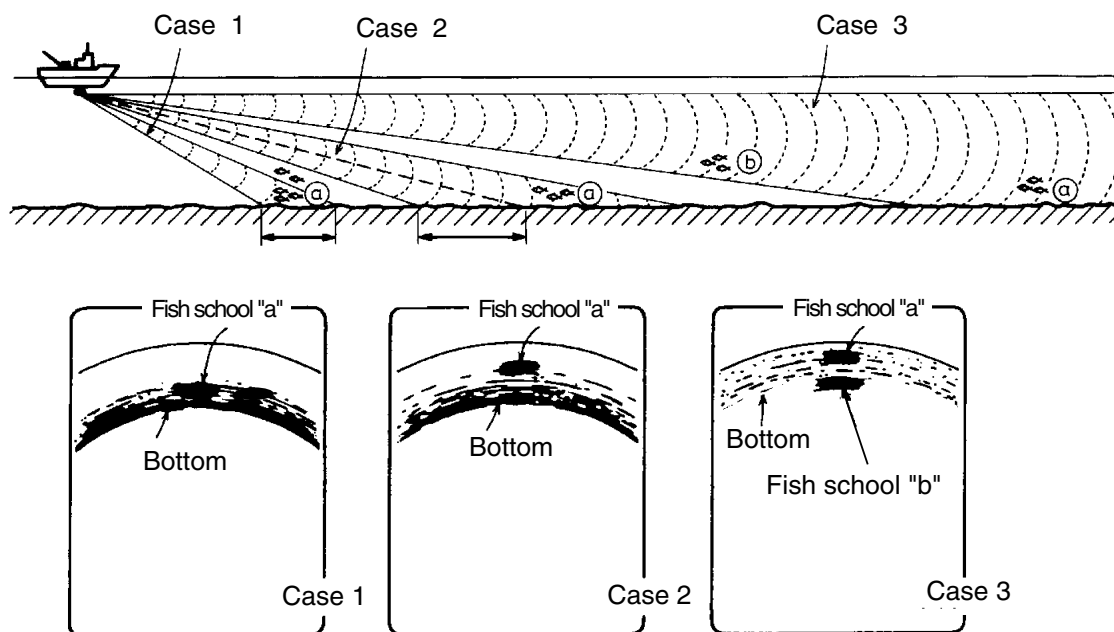 Case 1
Case 2
Case 3
ⓐ
ⓐ
ⓑ
ⓐ
Fish school "a"
Bottom
Case 1
Fish school "a"
Bottom
Case 2
Fish school "a"
Bottom
Fish school "b"
Case 3